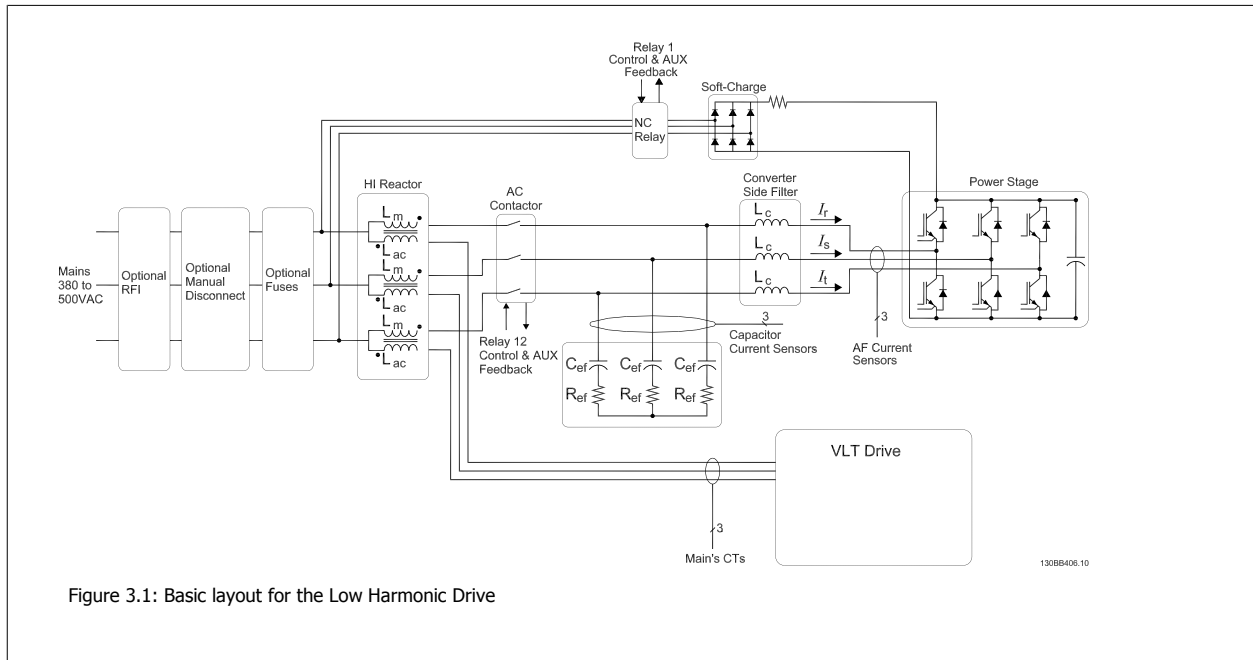 Relay 1
Control & AUX
Feedback
Soft-Charge
NC
Relay
HI Reactor
AC
Contactor
Converter
Side Filter
Power Stage
Lm
Lac
Lm
Lac
Lm
Lac
Lc
Lc
Lc
Ir
Is
It
Mains
380 to
500VAC
Optional
RFI
Optional
Manual
Disconnect
Optional
Fuses
Relay 12
Control & AUX
Feedback
3
Capacitor
Current Sensors
3
AF Current
Sensors
Cef
Cef
Cef
Ref
Ref
Ref
VLT Drive
3
Main's CTs
130BB406.10
Figure 3.1: Basic layout for the Low Harmonic Drive